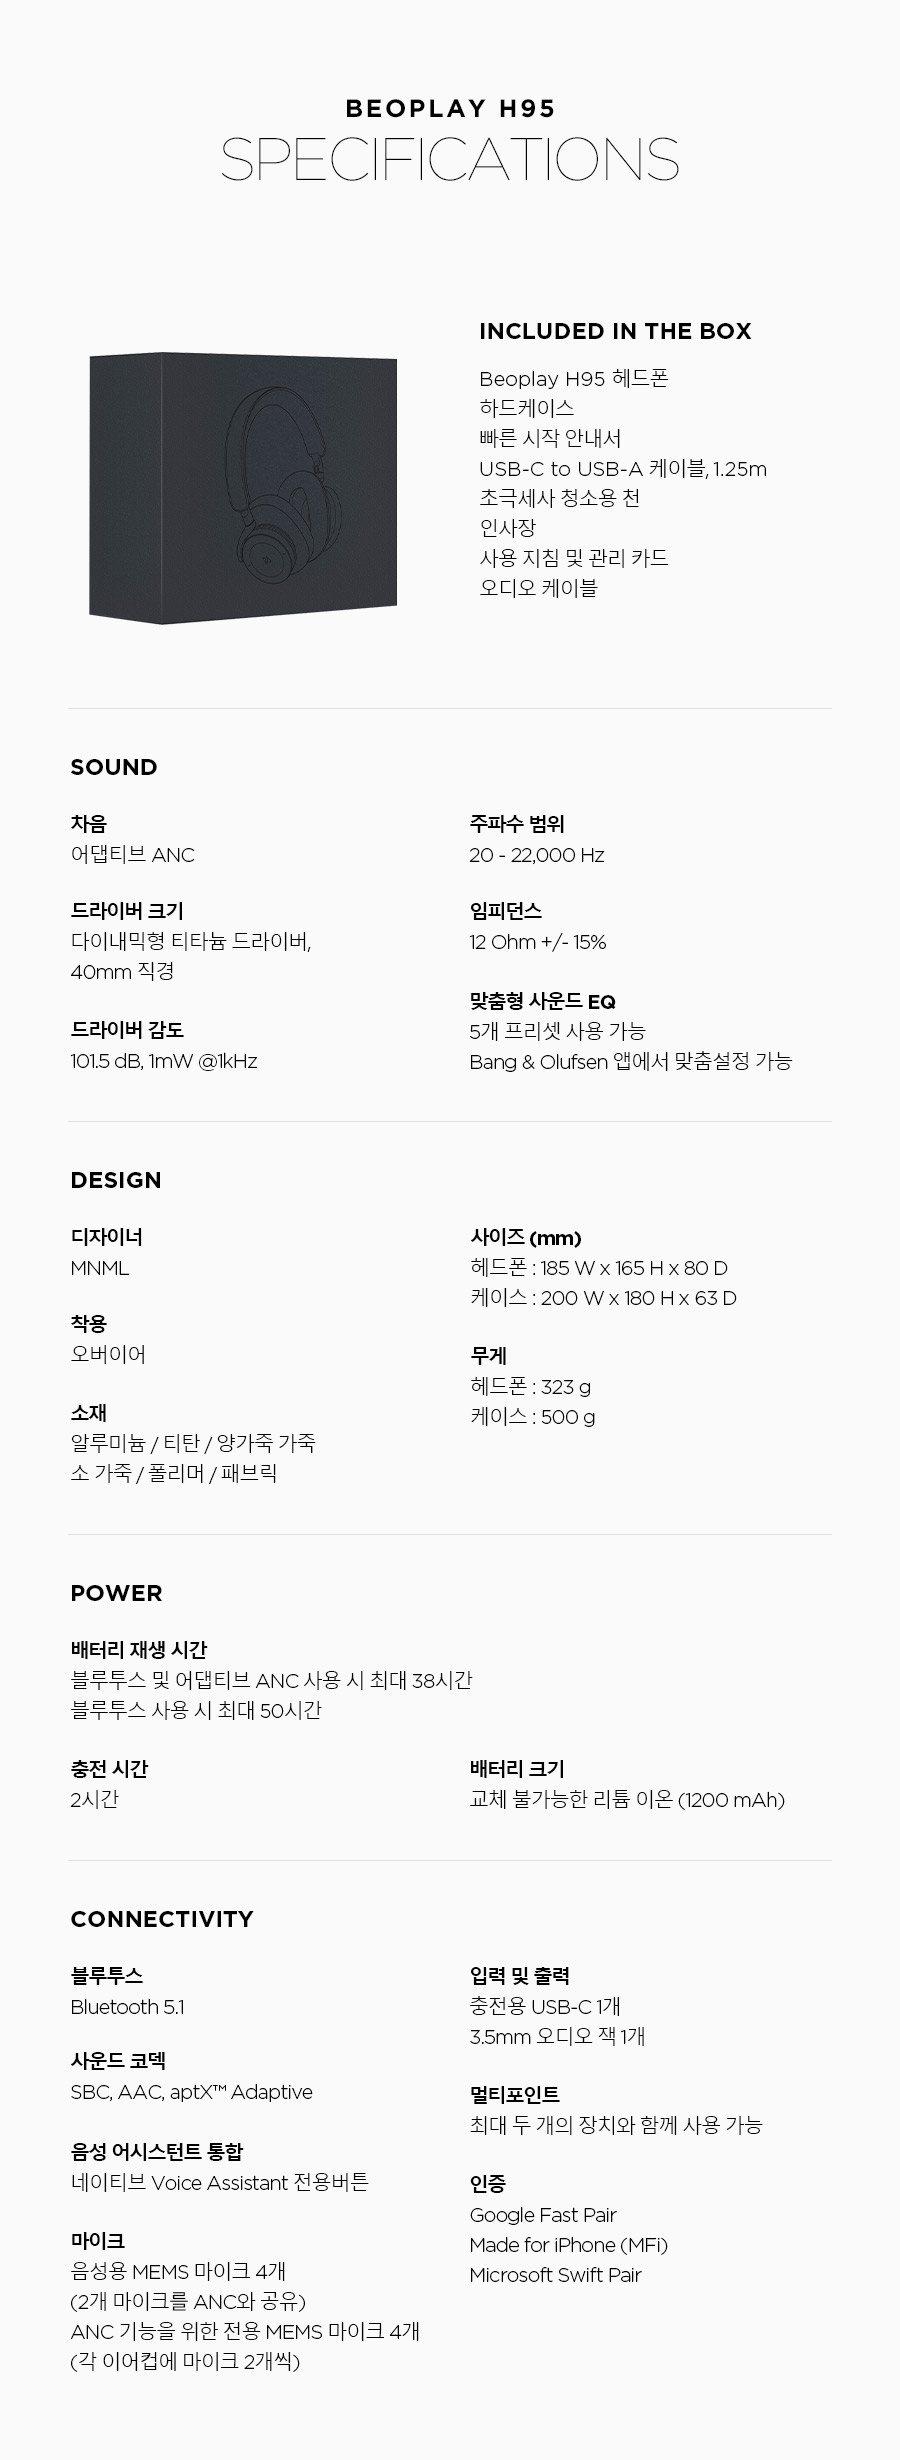 BEOPLAY H95
SPECIFICATIONS
INCLUDED IN THE BOX
Beoplay H95 헤드폰
하드케이스
빠른 시작 안내서
USB-C to USB-A 케이블, 1.25m
초극세사 청소용 천
인사장
사용 지침 및 관리 카드
오디오 케이블
SOUND
차음
어댑티브 ANC
드라이버 크기
다이내믹형 티타늄 드라이버,
40mm 직경
드라이버 감도
101.5 dB, 1mW @1kHz
주파수 범위
20 - 22,000 Hz
임피던스
12 Ohm +/- 15%
맞춤형 사운드 EQ
5개 프리셋 사용 가능
Bang & Olufsen 앱에서 맞춤설정 가능
DESIGN
디자이너
MNML
착용
오버이어
소재
알루미늄 / 티탄 / 양가죽 가죽
소 가죽 / 폴리머 / 패브릭
사이즈 (mm)
헤드폰 : 185 W x 165 H x 80 D
케이스 : 200 W x 180 H x 63 D
무게
헤드폰 : 323 g
케이스 : 500 g
POWER
배터리 재생 시간
블루투스 및 어댑티브 ANC 사용 시 최대 38시간
블루투스 사용 시 최대 50시간
충전 시간
2시간
배터리 크기
교체 불가능한 리튬 이온 (1200 mAh)
CONNECTIVITY
블루투스
Bluetooth 5.1
사운드 코덱
SBC, AAC, aptX™ Adaptive
음성 어시스턴트 통합
네이티브 Voice Assistant 전용버튼
마이크
음성용 MEMS 마이크 4개
(2개 마이크를 ANC와 공유)
ANC 기능을 위한 전용 MEMS 마이크 4개
(각 이어컵에 마이크 2개씩)
입력 및 출력
충전용 USB-C 1개
3.5mm 오디오 잭 1개
멀티포인트
최대 두 개의 장치와 함께 사용 가능
인증
Google Fast Pair
Made for iPhone (MFi)
Microsoft Swift Pair